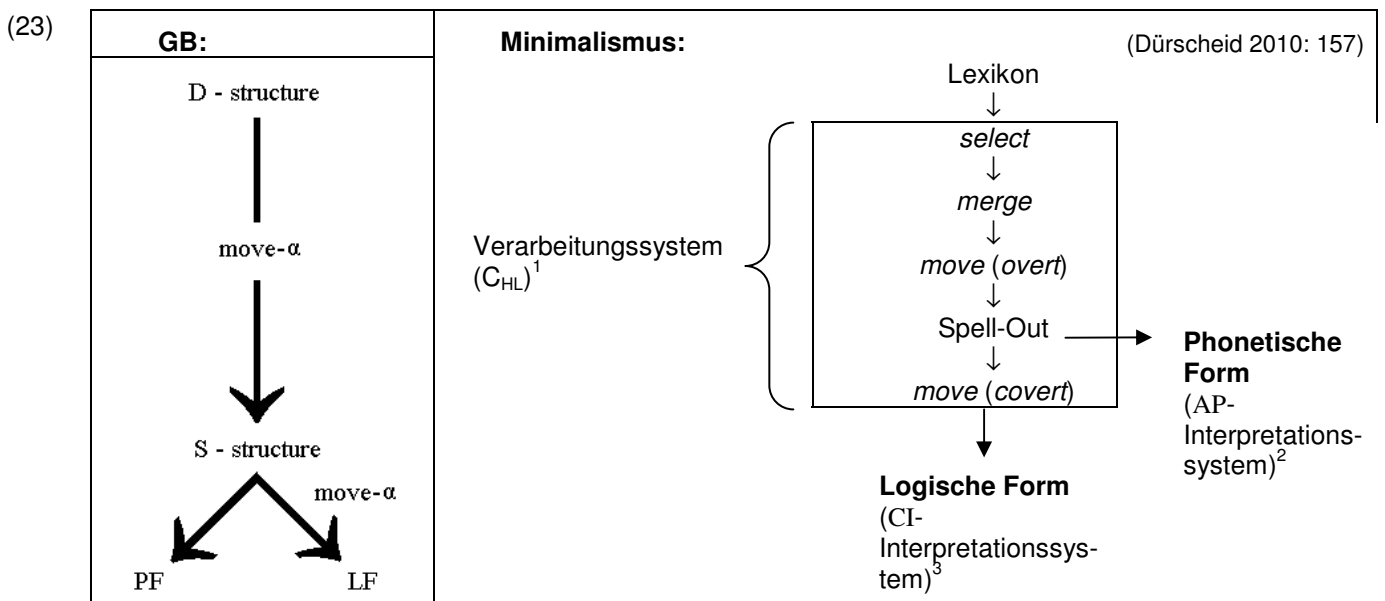 (23)
GB:
D - structure
move-α
S - structure
move-α
PF LF
Minimalismus:
(Dürscheid 2010: 157)
Lexikon
↓
select
↓
merge
↓
move (overt)
↓
Spell-Out
↓
move (covert)
Verarbeitungssystem
(C_HL)¹
Phonetische
Form
(AP-
Interpretations-
system)²
Logische Form
(CI-
Interpretationssys-
tem)³